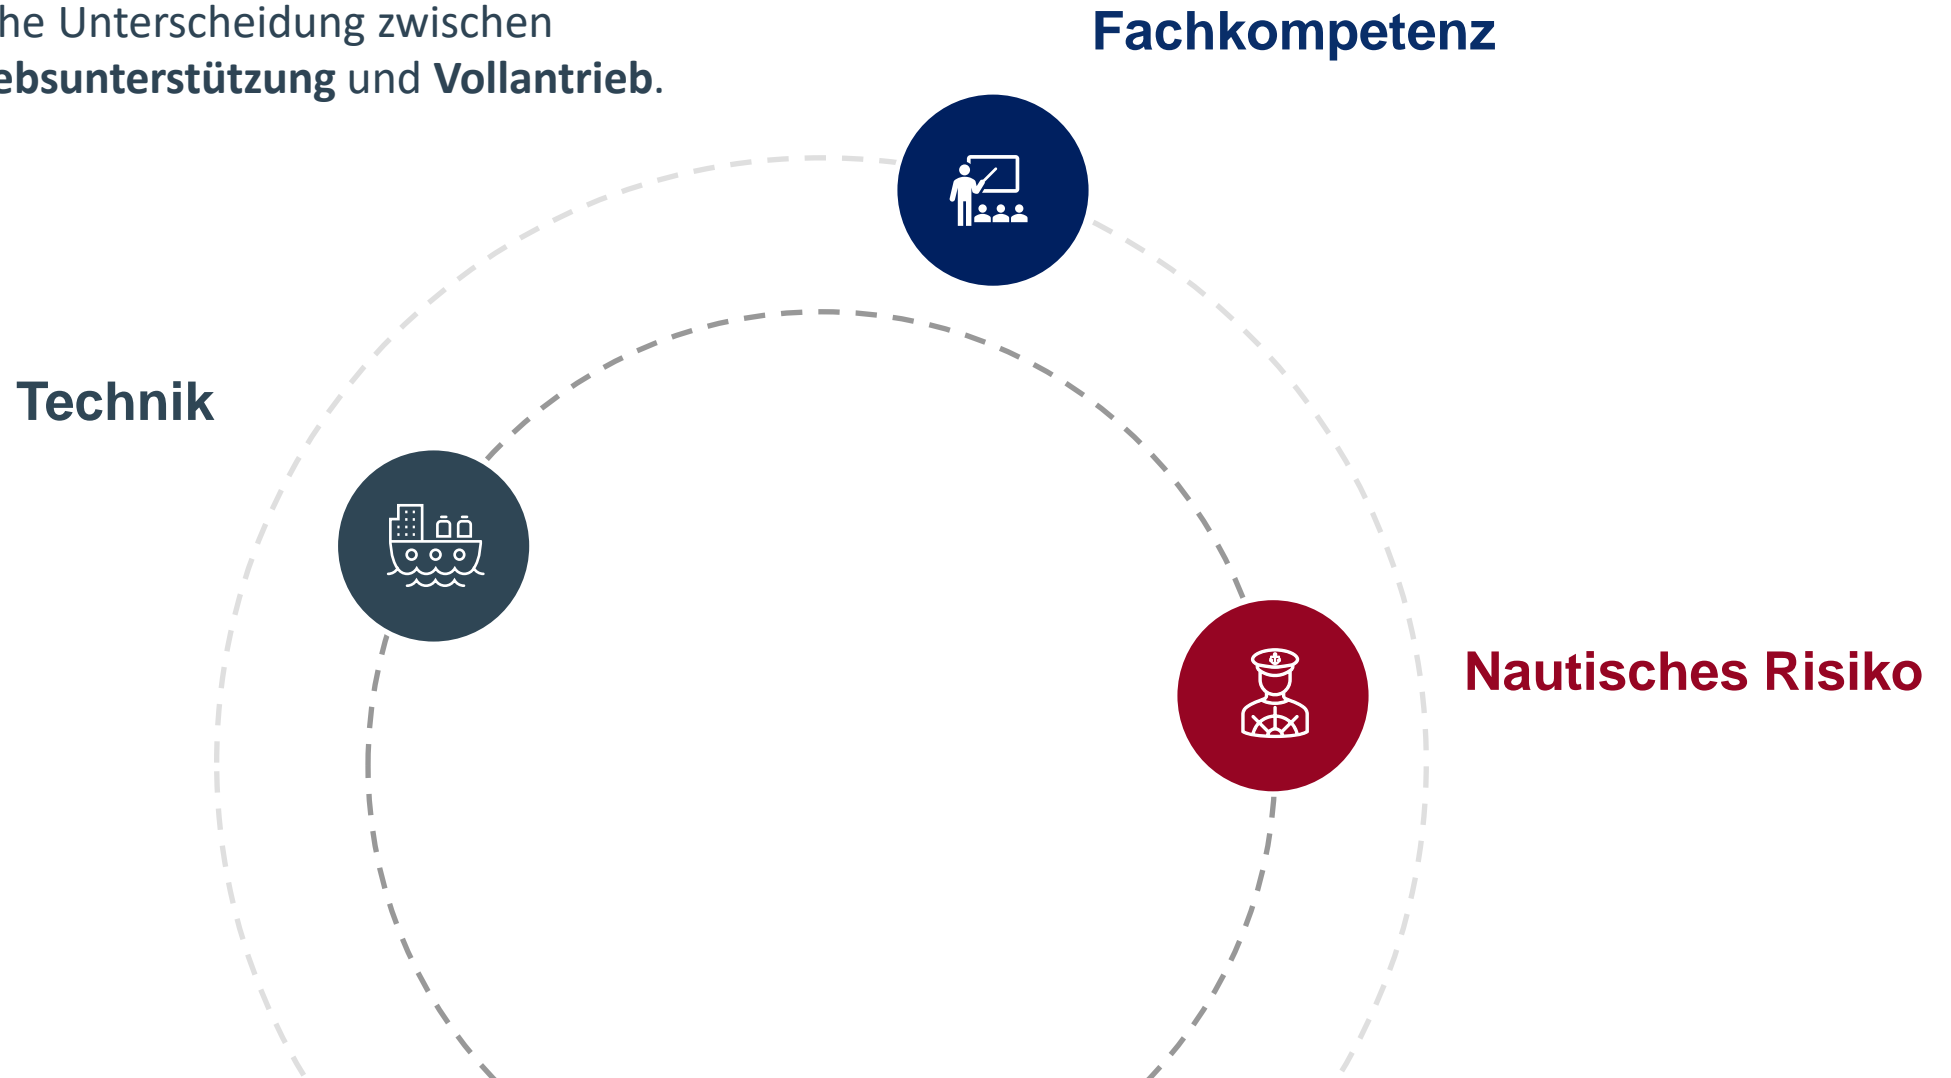 he Unterscheidung zwischen
ebsunterstützung und Vollantrieb.
Fachkompetenz
Technik
Nautisches Risiko